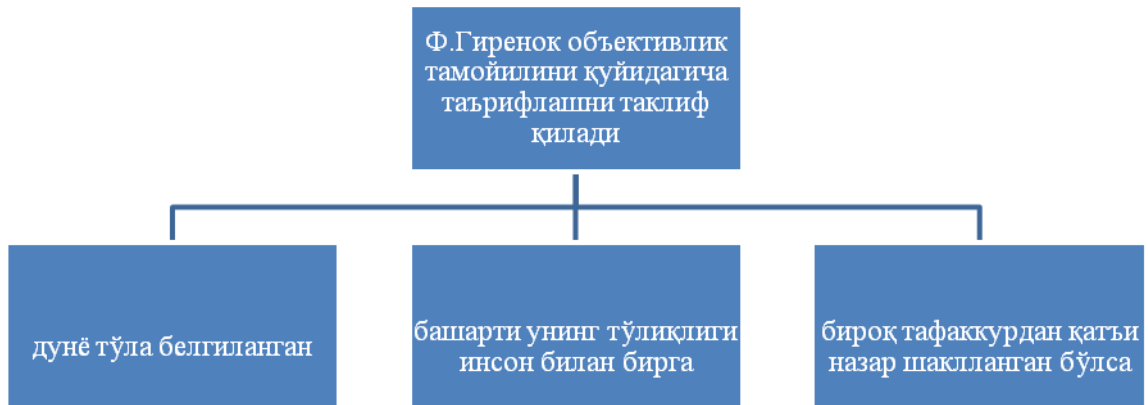 Ф.Гиренок объективлик
тамойилини қуйидагича
таърифлашни таклиф
қилади
дунё тўла белгиланган
башарти унинг тўлиқлиги
инсон билан бирга
бироқ тафаккурдан қатъи
назар шаклланган бўлса